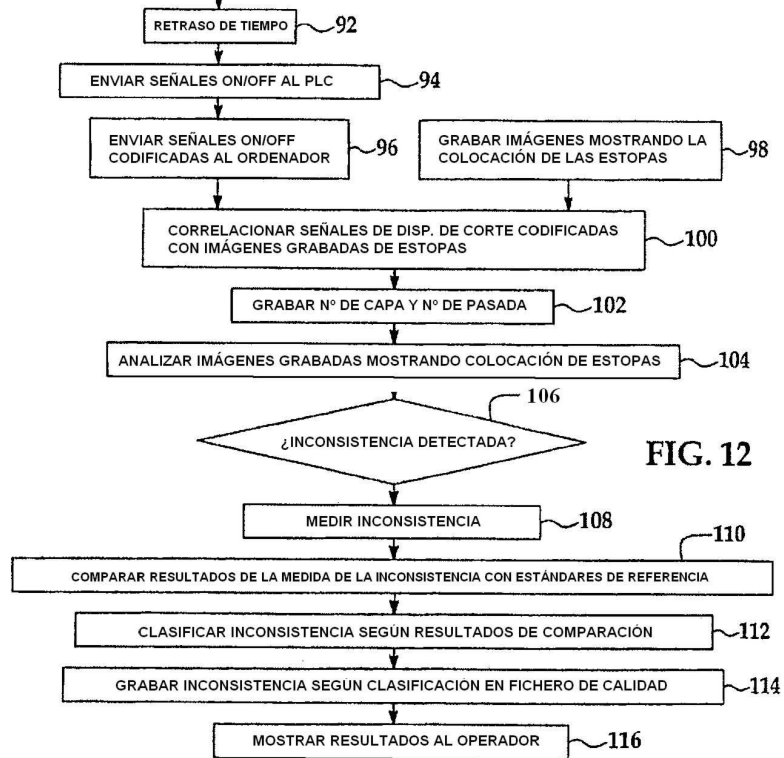 RETRASO DE TIEMPO
92
ENVIAR SEÑALES ON/OFF AL PLC
94
ENVIAR SEÑALES ON/OFF
CODIFICADAS AL ORDENADOR
96
GRABAR IMÁGENES MOSTRANDO LA
COLOCACIÓN DE LAS ESTOPAS
98
CORRELACIONAR SEÑALES DE DISP. DE CORTE CODIFICADAS
CON IMÁGENES GRABADAS DE ESTOPAS
100
GRABAR Nº DE CAPA Y Nº DE PASADA
102
ANALIZAR IMÁGENES GRABADAS MOSTRANDO COLOCACIÓN DE ESTOPAS
104
106
¿INCONSISTENCIA DETECTADA?
FIG. 12
MEDIR INCONSISTENCIA
108
110
COMPARAR RESULTADOS DE LA MEDIDA DE LA INCONSISTENCIA CON ESTÁNDARES DE REFERENCIA
CLASIFICAR INCONSISTENCIA SEGÚN RESULTADOS DE COMPARACIÓN
112
GRABAR INCONSISTENCIA SEGÚN CLASIFICACIÓN EN FICHERO DE CALIDAD
114
MOSTRAR RESULTADOS AL OPERADOR
116